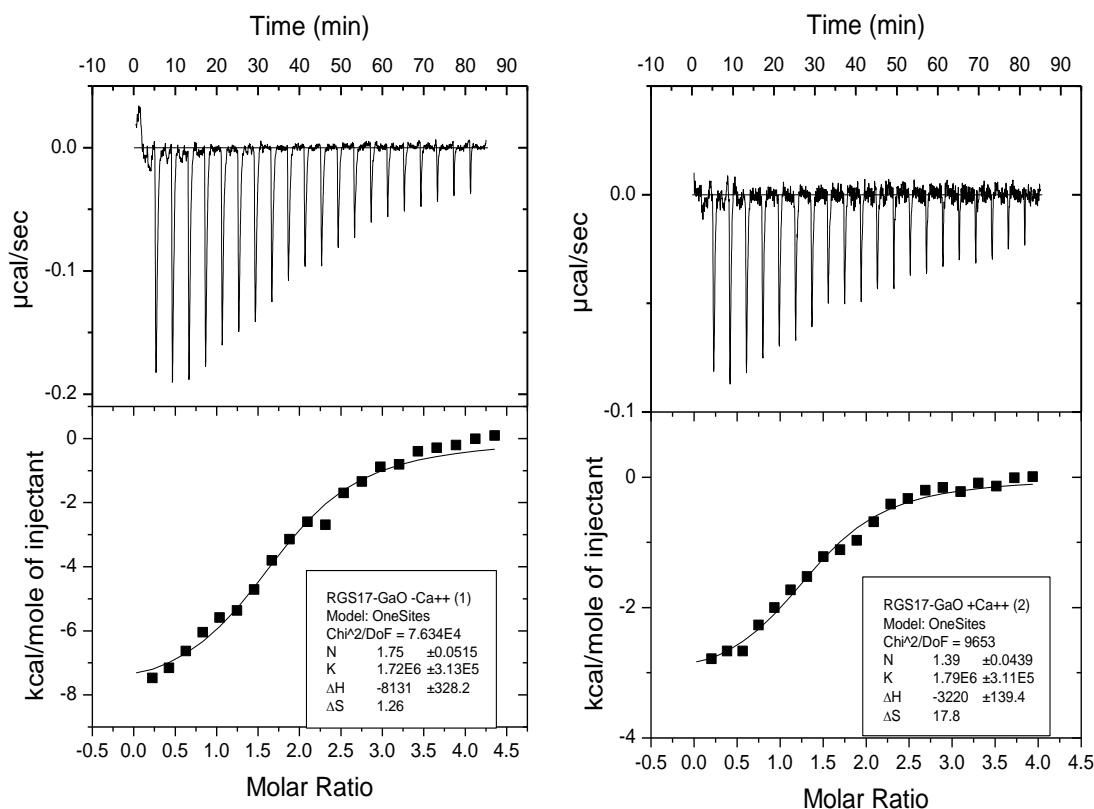 Time (min)
-10 0 10 20 30 40 50 60 70 80 90
0.0
-0.1
-0.2
µcal/sec
0
-2
-4
-6
-8
kcal/mole of injectant
RGS17-GaO -Ca++ (1)
Model: OneSites
Chi^2/DoF = 7.634E4
N 1.75 ±0.0515
K 1.72E6 ±3.13E5
ΔH -8131 ±328.2
ΔS 1.26
-0.5 0.0 0.5 1.0 1.5 2.0 2.5 3.0 3.5 4.0 4.5
Molar Ratio
Time (min)
-10 0 10 20 30 40 50 60 70 80 90
0.0
-0.1
µcal/sec
0
-2
-4
kcal/mole of injectant
RGS17-GaO +Ca++ (2)
Model: OneSites
Chi^2/DoF = 9653
N 1.39 ±0.0439
K 1.79E6 ±3.11E5
ΔH -3220 ±139.4
ΔS 17.8
-0.5 0.0 0.5 1.0 1.5 2.0 2.5 3.0 3.5 4.0 4.5
Molar Ratio